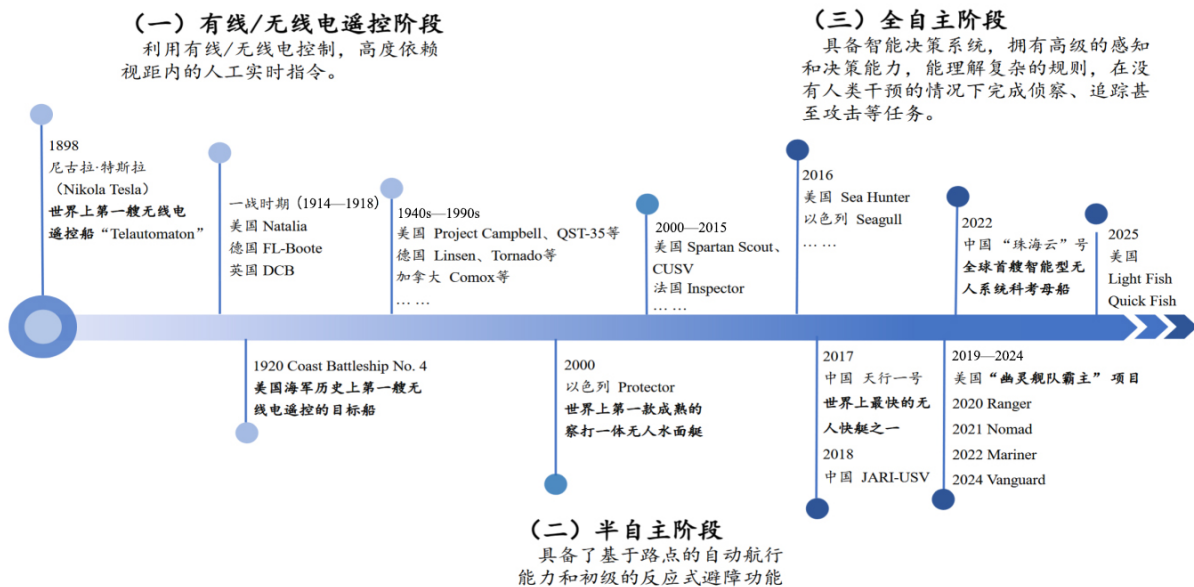 （一）有线/无线电遥控阶段
利用有线/无线电控制，高度依赖
视距内的人工实时指令。
（三）全自主阶段
具备智能决策系统，拥有高级的感知
和决策能力，能理解复杂的规则，在没
有人类干预的情况下完成侦察、追踪甚
至攻击等任务。
1898
尼古拉·特斯拉
（Nikola Tesla）
世界上第一艘无线电
遥控船“Telautomaton”
一战时期（1914—1918）
美国 Natalia
德国 FL-Boote
英国 DCB
1940s—1990s
美国 Project Campbell、QST-35等
德国 Linsen、Tornado等
加拿大 Comox等
… …
2000—2015
美国 Spartan Scout、
CUSV
法国 Inspector
… …
2016
美国 Sea Hunter
以色列 Seagull
… …
2022
中国 “珠海云”号
全球首艘智能型无
人系统科考母船
2025
美国
Light Fish
Quick Fish
1920 Coast Battleship No. 4
美国海军历史上第一艘无
线电遥控的目标船
2000
以色列 Protector
世界上第一款成熟的
察打一体无人水面艇
2017
中国 天行一号
世界上最快的无
人快艇之一
2018
中国 JARI-USV
2019—2024
美国“幽灵舰队霸主” 项目
2020 Ranger
2021 Nomad
2022 Mariner
2024 Vanguard
（二）半自主阶段
具备了基于路点的自动航行
能力和初级的反应式避障功能